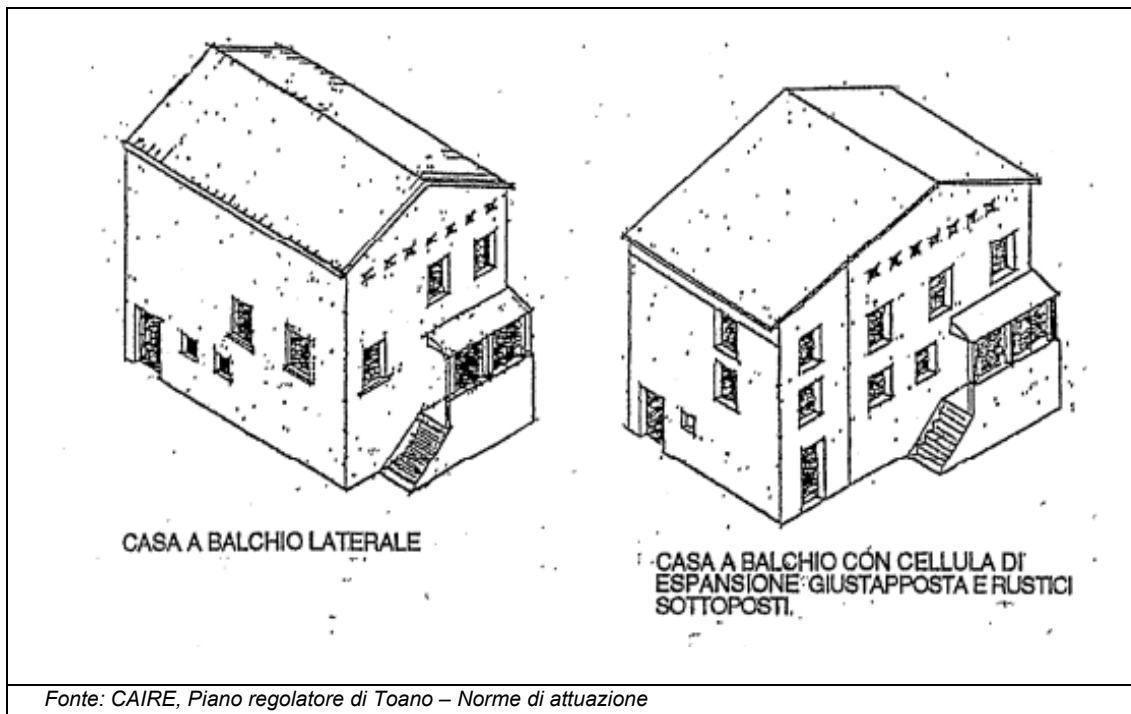 CASA A BALCHIO LATERALE
CASA A BALCHIO CON CELLULA DI
ESPANSIONE GIUSTAPPOSTA E RUSTICI
SOTTOPOSTI.
Fonte: CAIRE, Piano regolatore di Toano – Norme di attuazione